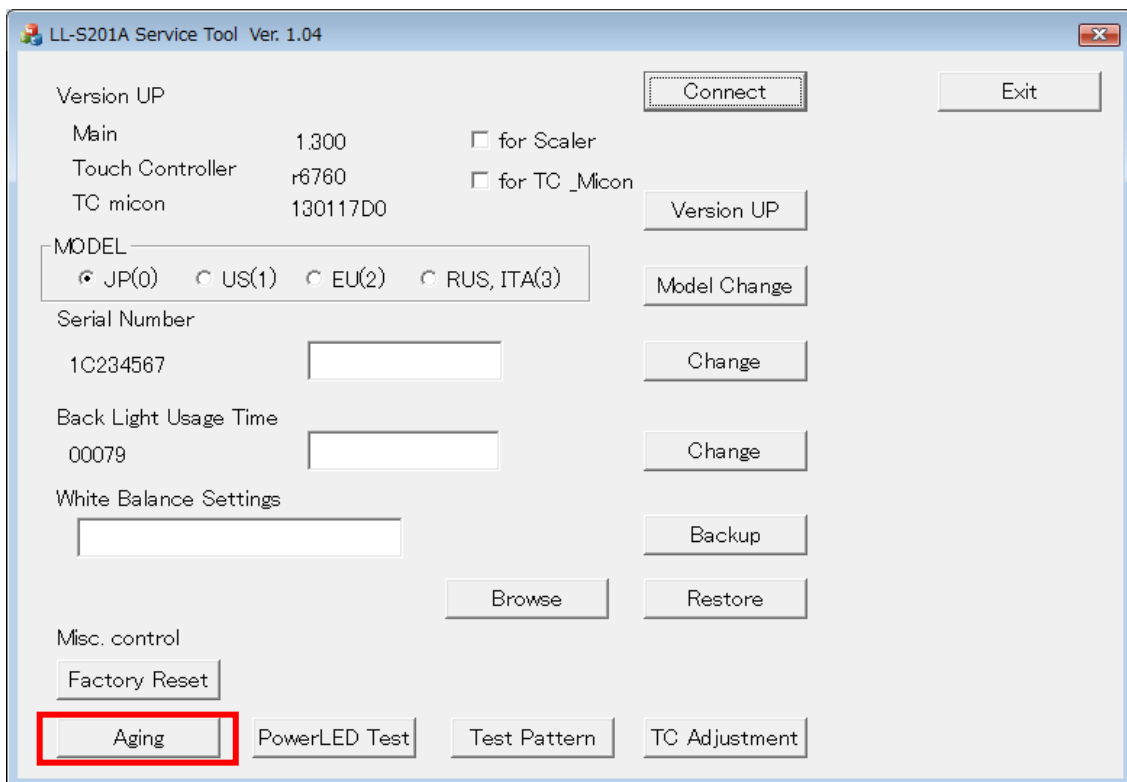 LL-S201A Service Tool Ver. 1.04
Version UP
Connect
Exit
Main 1.300
for Scaler
Touch Controller r6760
for TC _Micon
TC micon 130117D0
Version UP
MODEL
JP(0) US(1) EU(2) RUS, ITA(3)
Model Change
Serial Number
1C234567
Change
Back Light Usage Time
00079
Change
White Balance Settings
Backup
Browse
Restore
Misc. control
Factory Reset
Aging PowerLED Test Test Pattern TC Adjustment